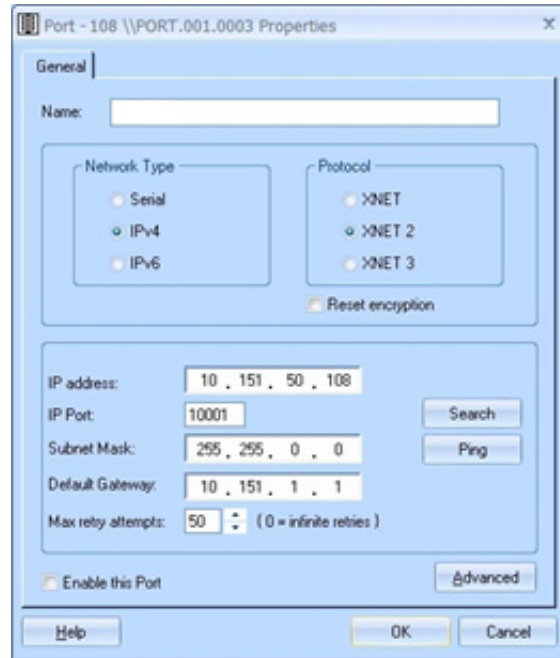 Port - 108 \\PORT.001.0003 Properties
General
Name:
Network Type
Serial
IPv4
IPv6
Protocol
XNET
XNET 2
XNET 3
Reset encryption
IP address: 10 . 151 . 50 . 108
IP Port: 10001
Search
Subnet Mask: 255 . 255 . 0 . 0
Ping
Default Gateway: 10 . 151 . 1 . 1
Max retry attempts: 50 ( 0 = infinite retries )
Enable this Port
Advanced
Help
OK
Cancel